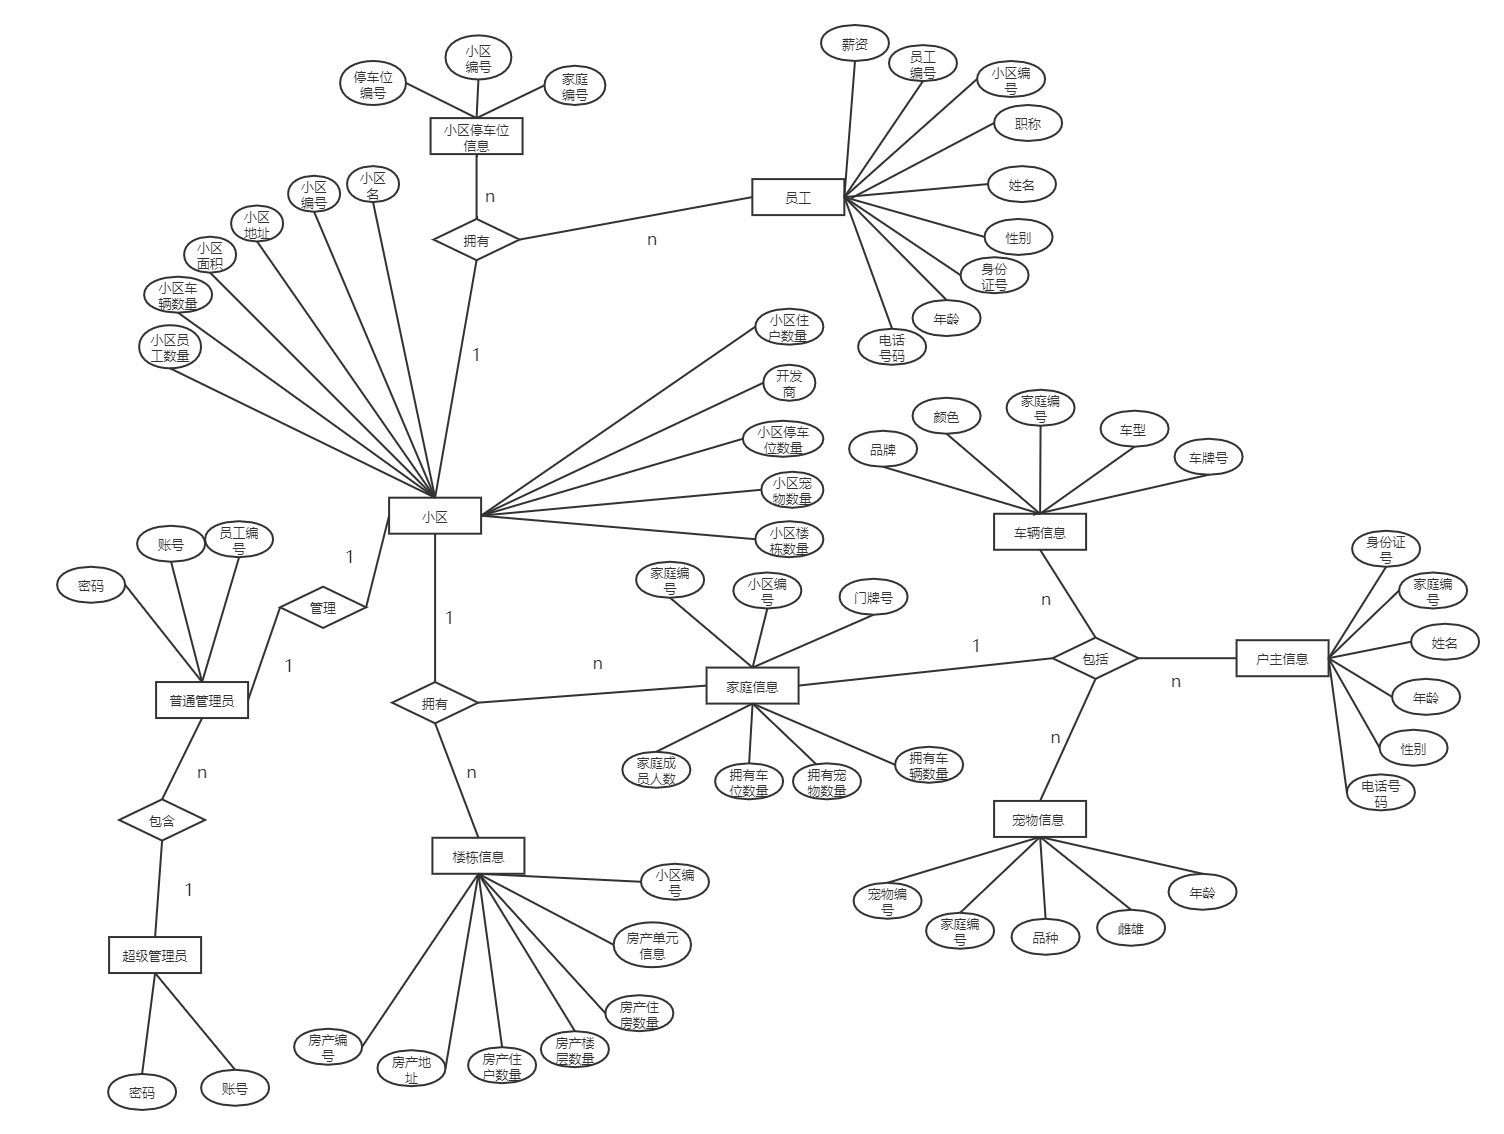 小区
编号
停车位
编号
家庭
编号
小区停车位
信息
n
拥有
n
1
薪资
员工
编号
小区编
号
职称
姓名
性别
身份
证号
年龄
电话
号码
员工
小区
名
小区
编号
小区
地址
小区
面积
小区车
辆数量
小区员
工数量
小区住
户数量
开发
商
小区停车
位数量
小区宠
物数量
小区楼
栋数量
小区
1
管理
1
账号
员工编
号
密码
普通管理员
n
包含
1
超级管理员
密码
账号
1
拥有
n
n
家庭编
号
小区编
号
门牌号
家庭信息
家庭成
员人数
拥有车
位数量
拥有宠
物数量
拥有车
辆数量
1
包括
n
n
n
品牌
颜色
家庭编
号
车型
车牌号
车辆信息
户主信息
身份证
号
家庭编
号
姓名
年龄
性别
电话号
码
宠物信息
宠物编
号
家庭编
号
品种
雌雄
年龄
楼栋信息
小区编
号
房产单元
信息
房产住
房数量
房产楼
层数量
房产住
户数量
房产地
址
房产编
号